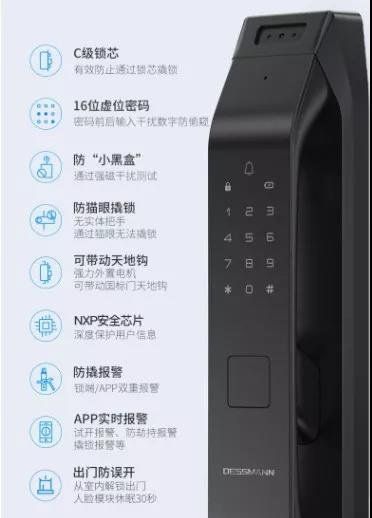 C级锁芯
有效防止通过锁芯撬锁
16位虚位密码
密码前后输入干扰数字防偷窥
防“小黑盒”
通过强磁干扰测试
防猫眼撬锁
无实体把手
通过猫眼无法撬锁
可带动天地钩
强力外置电机
可带动国标门天地钩
NXP安全芯片
深度保护用户信息
防撬报警
锁端/APP双重报警
APP实时报警
试开报警、防劫持报警
撬锁报警等
出门防误开
从室内解锁出门
人脸模块休眠30秒
1 2 3
4 5 6
7 8 9
* 0 #
DESSMANN